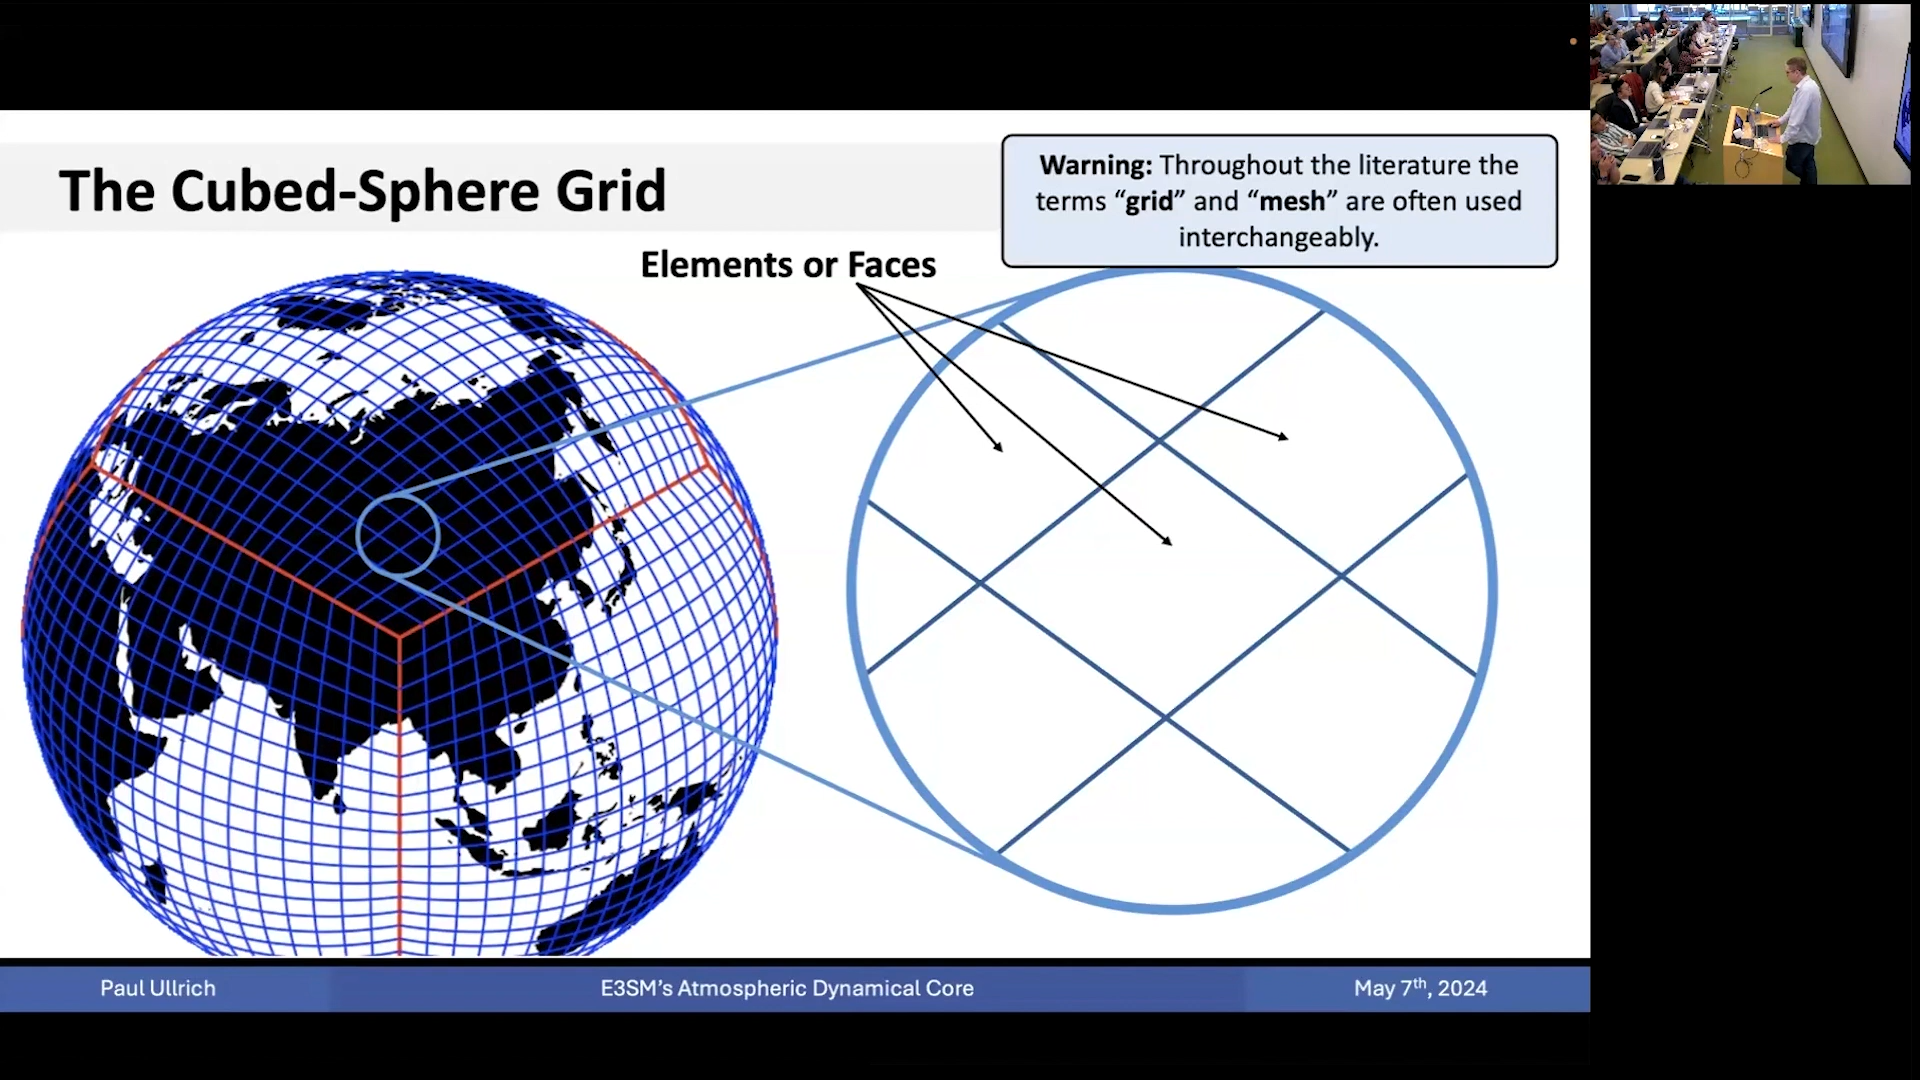 The Cubed-Sphere Grid
Warning: Throughout the literature the
terms “grid” and “mesh” are often used
interchangeably.
Elements or Faces
Paul Ullrich
E3SM’s Atmospheric Dynamical Core
May 7th, 2024